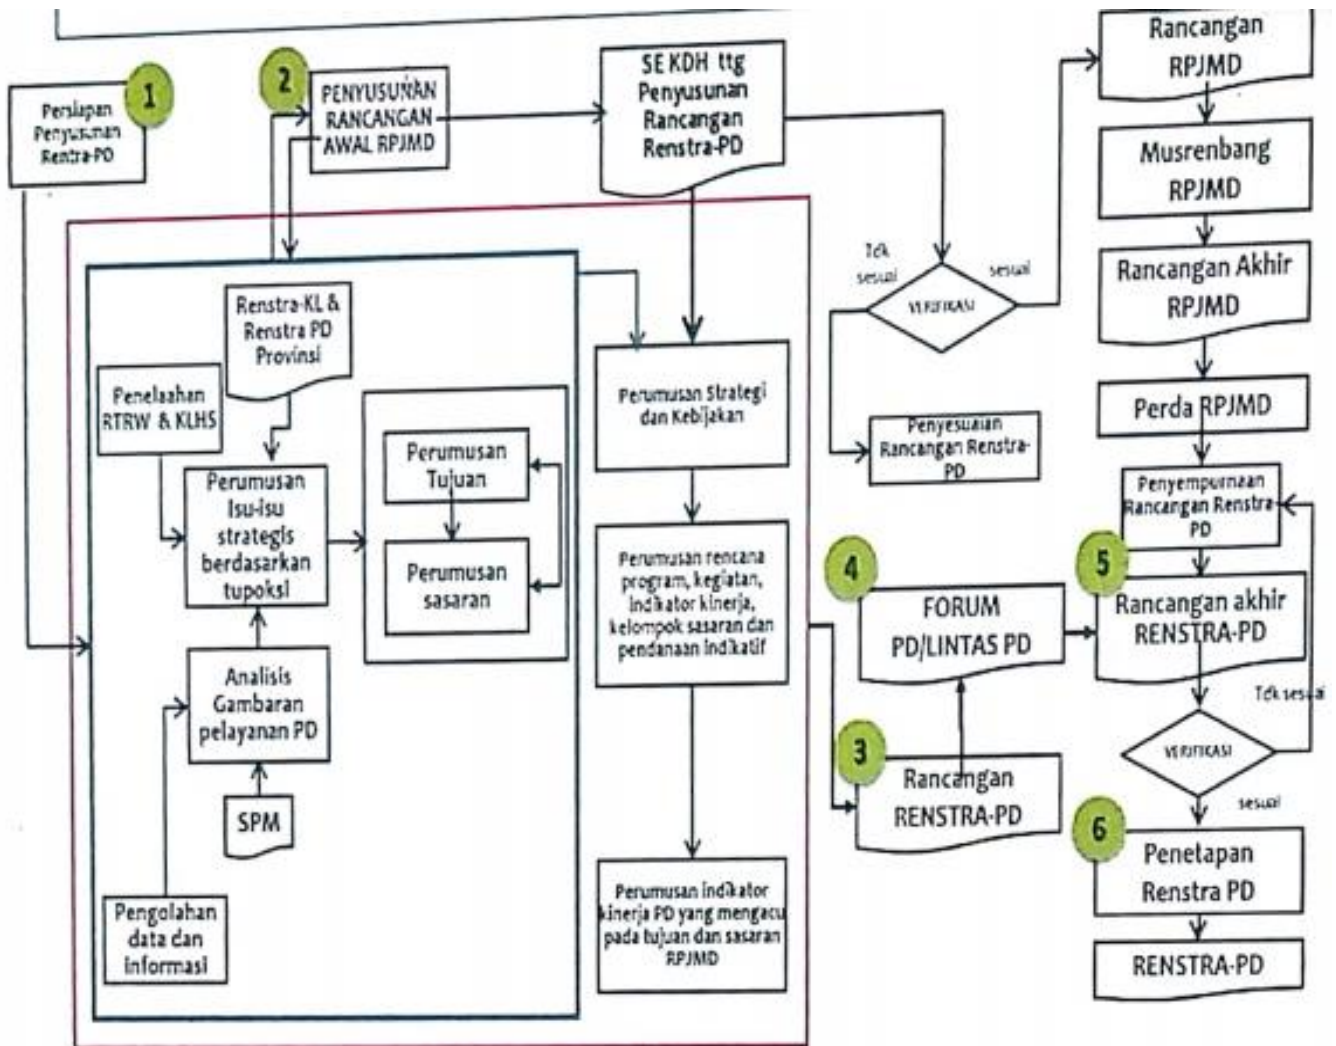 1
Persiapan
Penyusunan
Rentra-PD
2
PENYUSUNAN
RANCANGAN
AWAL RPJMD
SE KDH ttg
Penyusunan
Rancangan
Renstra-PD
Rancangan
RPJMD
Musrenbang
RPJMD
Rancangan Akhir
RPJMD
Perda RPJMD
Penyempurnaan
Rancangan Renstra-
PD
Tdk
sesuai
sesuai
VERIFIKASI
Penyesuaian
Rancangan Renstra-
PD
Renstra-KL &
Renstra PD
Provinsi
Penelaahan
RTRW & KLHS
Perumusan
Isu-isu
strategis
berdasarkan
tupoksi
Perumusan
Tujuan
Perumusan
sasaran
Analisis
Gambaran
pelayanan PD
SPM
Pengolahan
data dan
informasi
Perumusan Strategi
dan Kebijakan
Perumusan rencana
program, kegiatan,
indikator kinerja,
kelompok sasaran dan
pendanaan indikatif
Perumusan indikator
kinerja PD yang mengacu
pada tujuan dan sasaran
RPJMD
3
Rancangan
RENSTRA-PD
4
FORUM
PD/LINTAS PD
5
Rancangan akhir
RENSTRA-PD
Tdk sesuai
VERIFIKASI
sesuai
6
Penetapan
Renstra PD
RENSTRA-PD